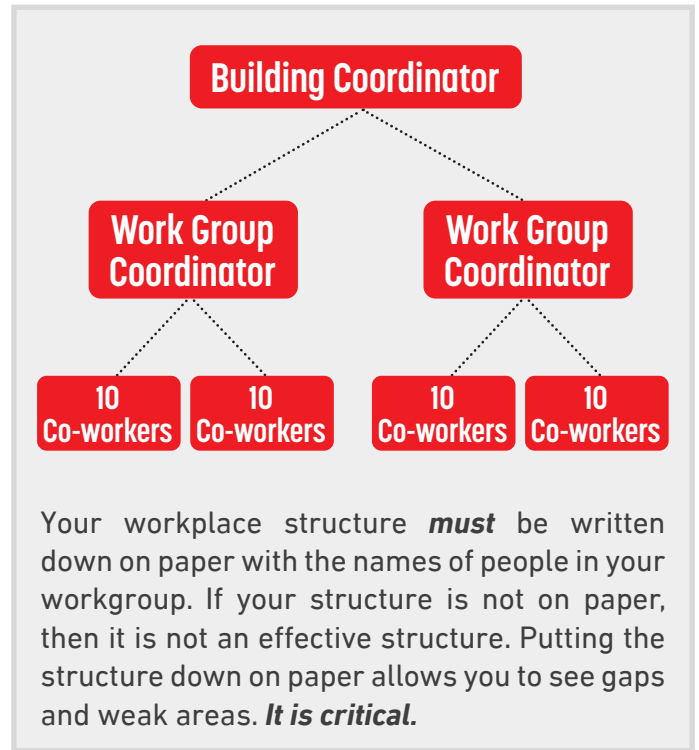 Building Coordinator
Work Group
Coordinator
Work Group
Coordinator
10
Co-workers
10
Co-workers
10
Co-workers
10
Co-workers
Your workplace structure must be written
down on paper with the names of people in your
workgroup. If your structure is not on paper,
then it is not an effective structure. Putting the
structure down on paper allows you to see gaps
and weak areas. It is critical.